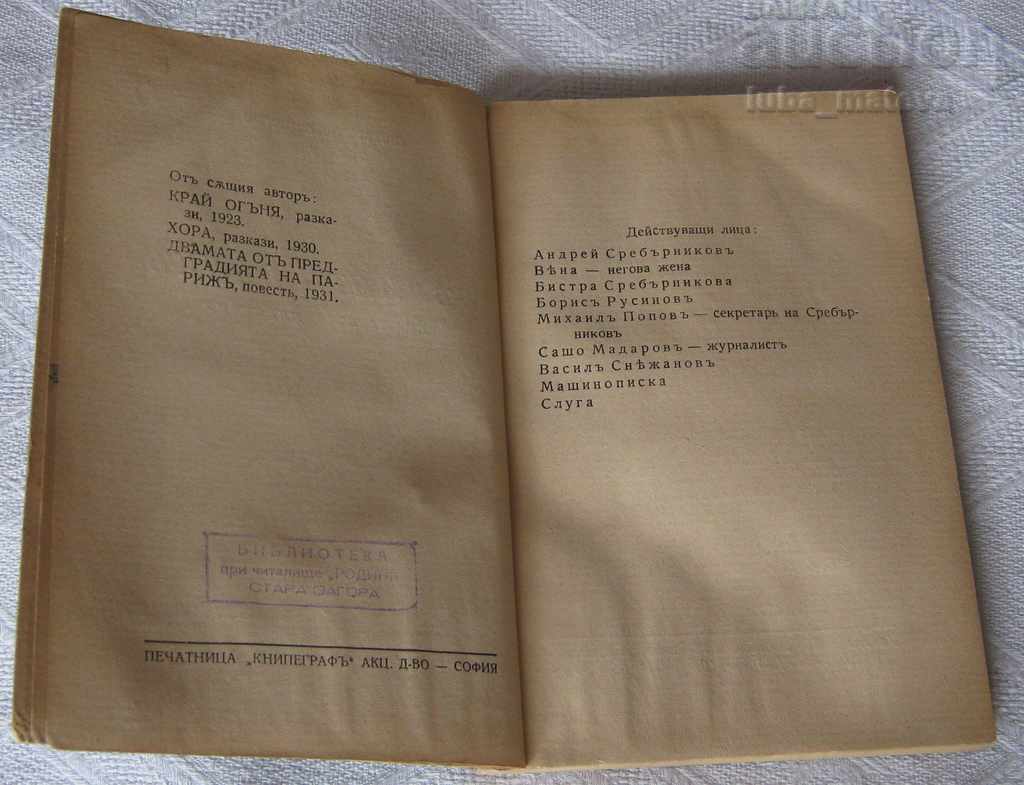 Отъ сѫщия авторъ:
КРАЙ ОГЪНЯ, разка-
зи, 1923.
ХОРА, разкази, 1930.
ДВАМАТА ОТЪ ПРЕД-
ГРАДИЯТА НА ПА-
РИЖЪ, повесть, 1931.
БИБЛИОТЕКА
при читалище „РОДИНА
СТАРА ЗАГОРА
ПЕЧАТНИЦА „КНИПЕГРАФЪ" АКЦ. Д-ВО — СОФИЯ
Действуващи лица:
Андрей Сребърниковъ
Вѣна — негова жена
Бистра Сребърникова
Борисъ Русиновъ
Михаилъ Поповъ — секретарь на Сребър-
никовъ
Сашо Мадаровъ — журналистъ
Василъ Снѣжановъ
Машинописка
Слуга